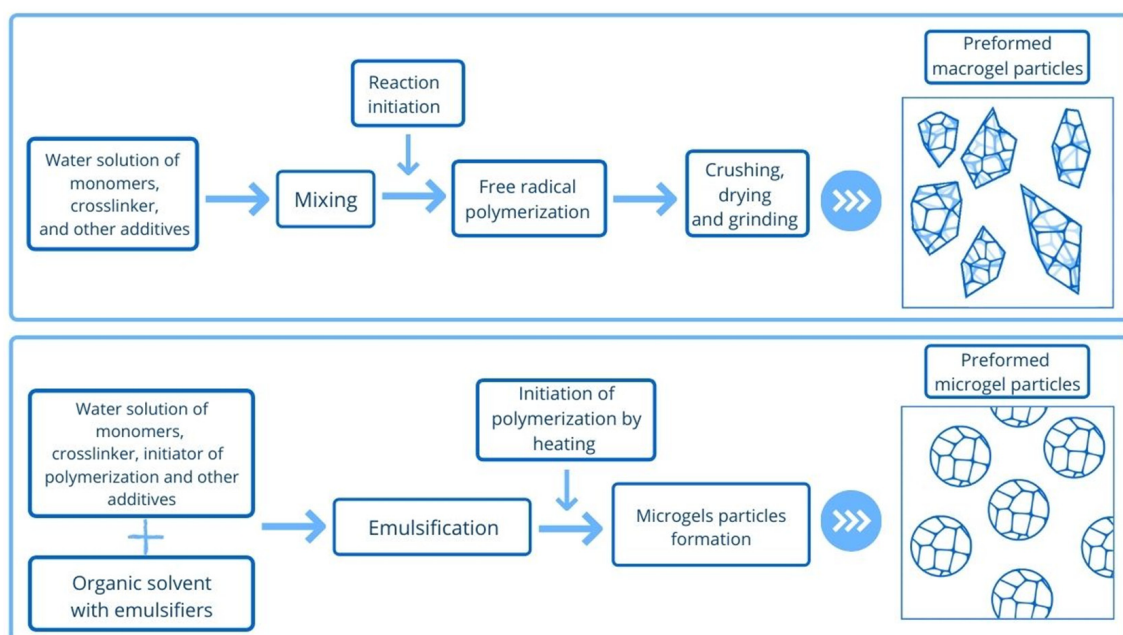 Preformed
macrogel particles
Reaction
initiation
Water solution of
monomers,
crosslinker,
and other additives
Mixing
Free radical
polymerization
Crushing,
drying
and grinding
Preformed
microgel particles
Initiation of
polymerization by
heating
Water solution of
monomers,
crosslinker, initiator of
polymerization and other
additives
+
Organic solvent
with emulsifiers
Emulsification
Microgels particles
formation